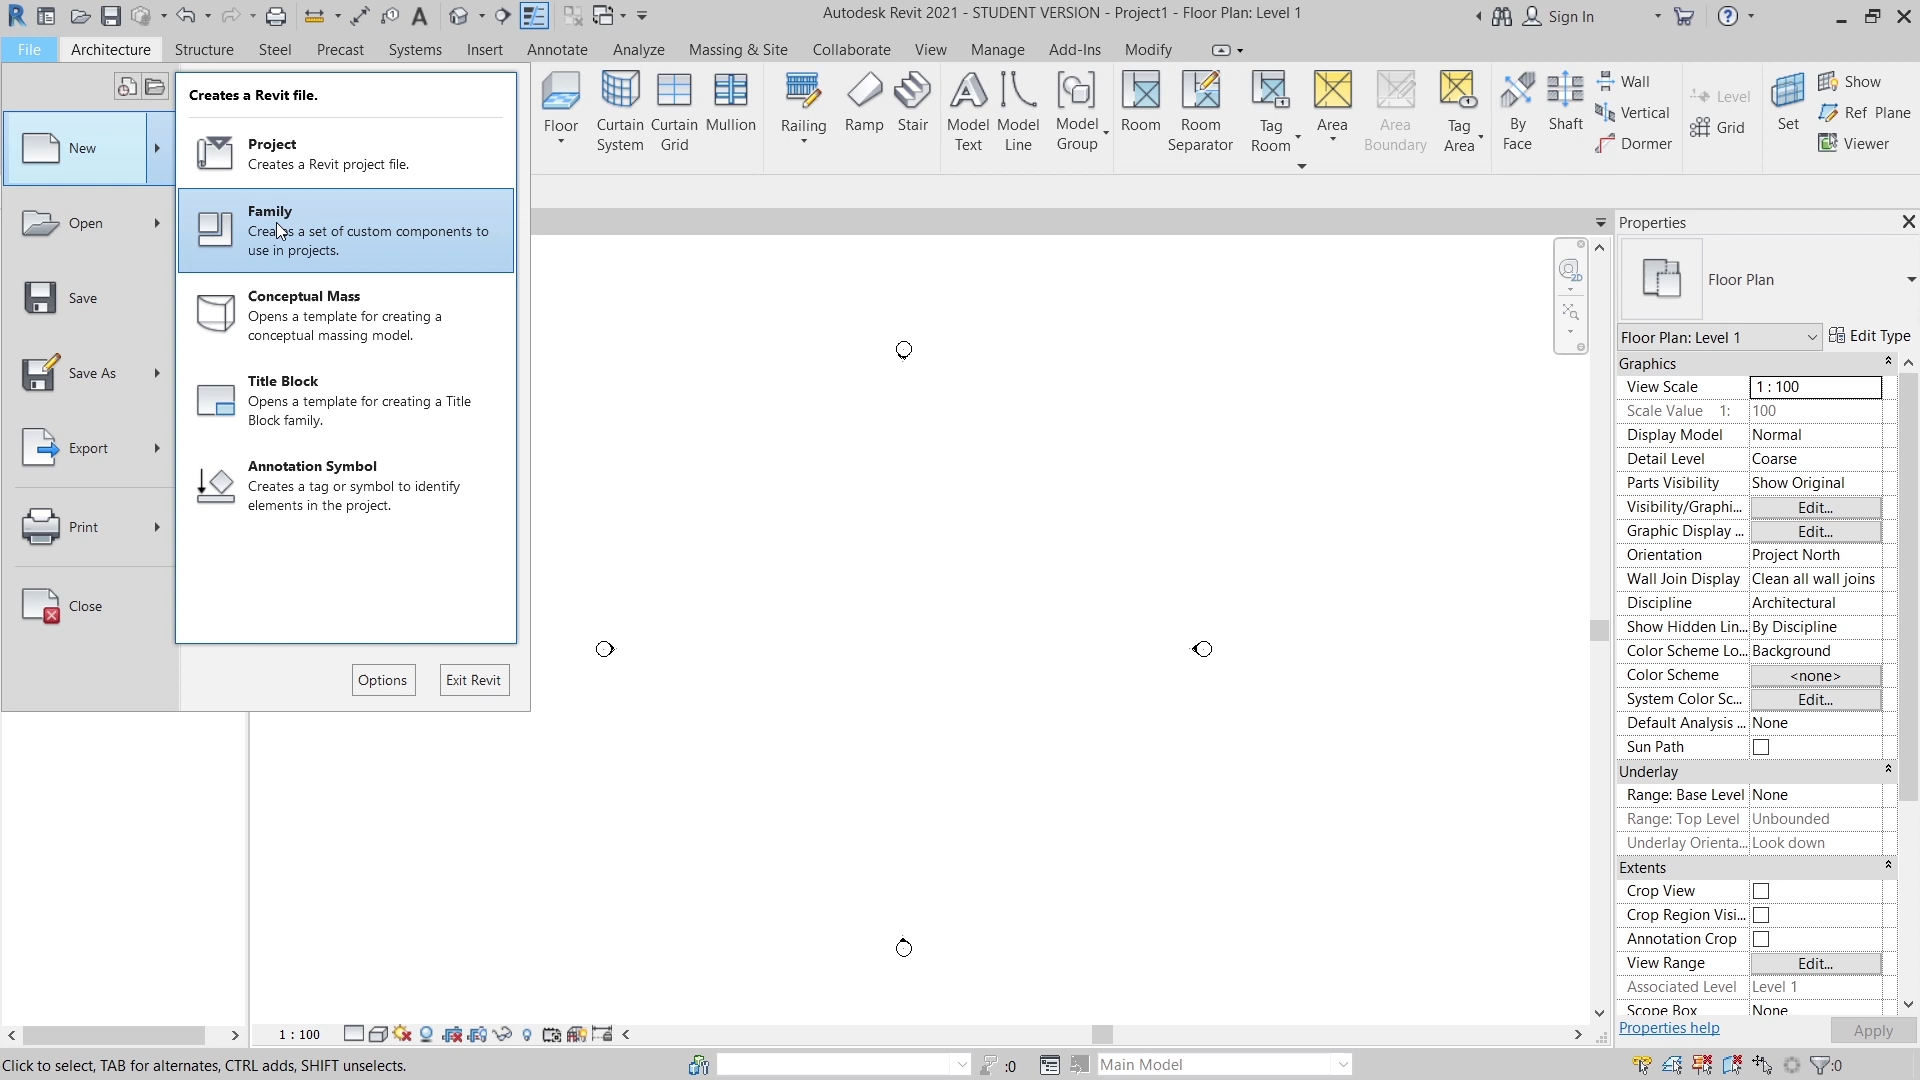 Autodesk Revit 2021 - STUDENT VERSION - Project1 - Floor Plan: Level 1
Sign In
File Architecture Structure Steel Precast Systems Insert Annotate Analyze Massing & Site Collaborate View Manage Add-Ins Modify
Creates a Revit file.
New
Open
Save
Save As
Export
Print
Close
Project
Creates a Revit project file.
Family
Creates a set of custom components to
use in projects.
Conceptual Mass
Opens a template for creating a
conceptual massing model.
Title Block
Opens a template for creating a Title
Block family.
Annotation Symbol
Creates a tag or symbol to identify
elements in the project.
Options Exit Revit
Floor
Curtain
System
Curtain
Grid
Mullion
Railing
Ramp
Stair
Model
Text
Model
Line
Model
Group
Room
Room
Separator
Tag
Room
Area
Area
Boundary
Tag
Area
By
Face
Shaft
Wall
Vertical
Dormer
Level
Grid
Set
Show
Ref Plane
Viewer
2D
Properties
Floor Plan
Floor Plan: Level 1 Edit Type
Graphics
View Scale 1 : 100
Scale Value 1: 100
Display Model Normal
Detail Level Coarse
Parts Visibility Show Original
Visibility/Graphi... Edit...
Graphic Display ... Edit...
Orientation Project North
Wall Join Display Clean all wall joins
Discipline Architectural
Show Hidden Lin... By Discipline
Color Scheme Lo... Background
Color Scheme <none>
System Color Sc... Edit...
Default Analysis ... None
Sun Path
Underlay
Range: Base Level None
Range: Top Level Unbounded
Underlay Orienta... Look down
Extents
Crop View
Crop Region Visi...
Annotation Crop
View Range Edit...
Associated Level Level 1
Scope Box None
Properties help Apply
1 : 100
Click to select, TAB for alternates, CTRL adds, SHIFT unselects.
:0
Main Model
:0